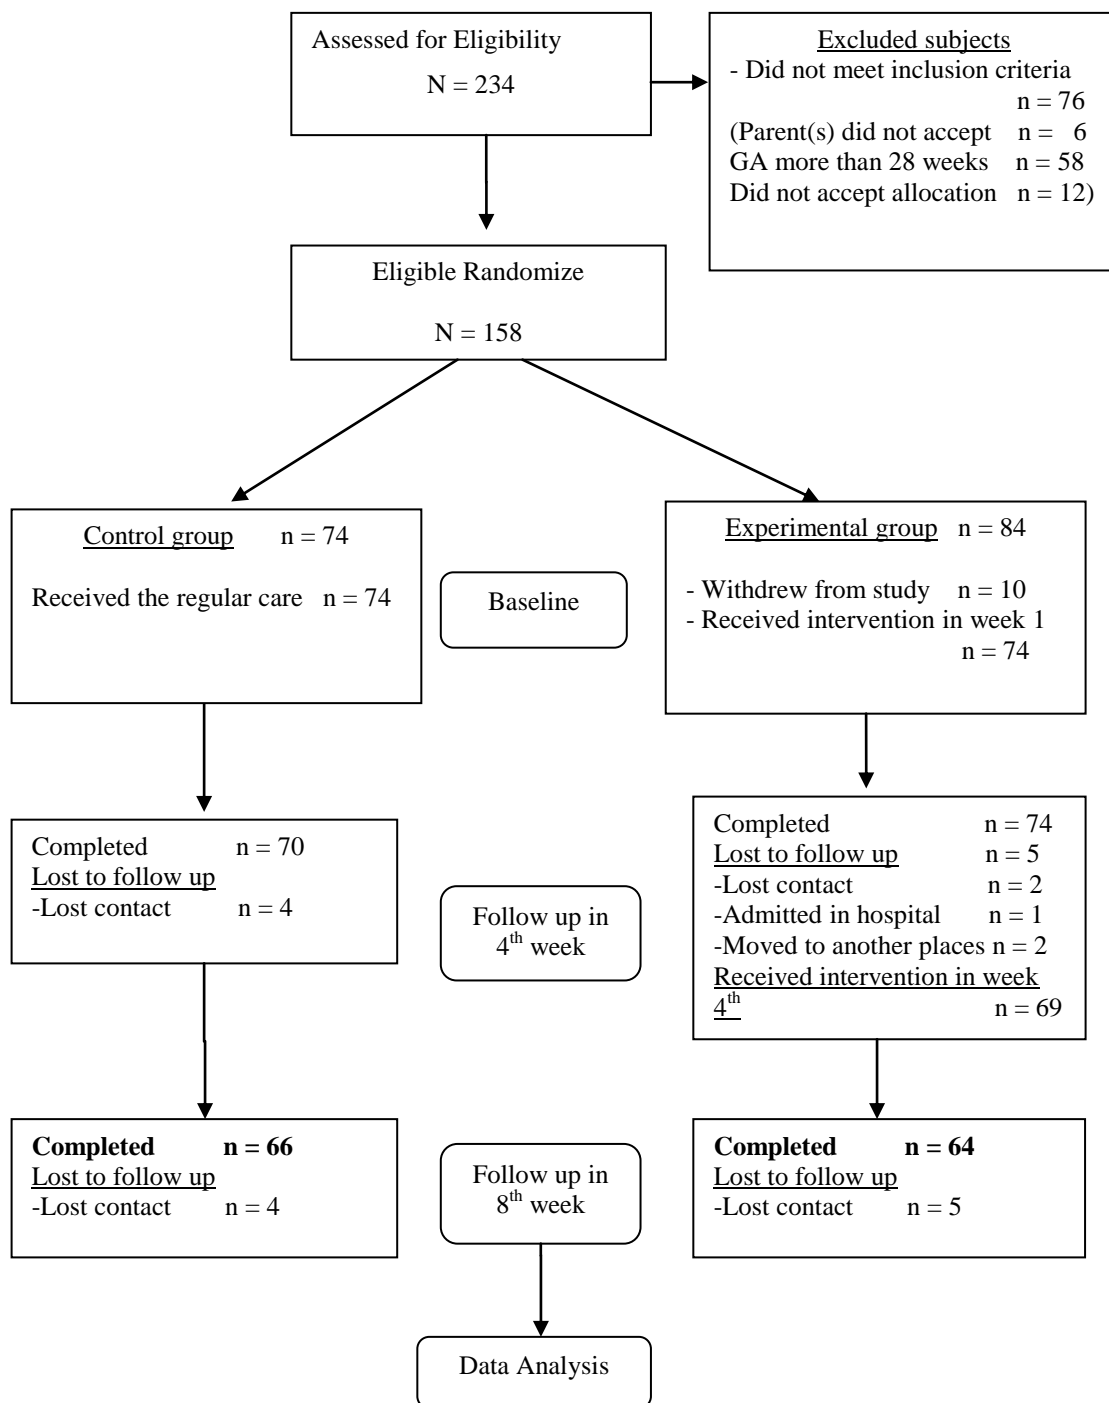 Assessed for Eligibility
N = 234
Excluded subjects
- Did not meet inclusion criteria
n = 76
(Parent(s) did not accept n = 6
GA more than 28 weeks n = 58
Did not accept allocation n = 12)
Eligible Randomize
N = 158
Control group n = 74
Received the regular care n = 74
Baseline
Experimental group n = 84
- Withdrew from study n = 10
- Received intervention in week 1
n = 74
Completed n = 70
Lost to follow up
-Lost contact n = 4
Follow up in
4th week
Completed n = 74
Lost to follow up n = 5
-Lost contact n = 2
-Admitted in hospital n = 1
-Moved to another places n = 2
Received intervention in week
4th n = 69
Completed n = 66
Lost to follow up
-Lost contact n = 4
Follow up in
8th week
Completed n = 64
Lost to follow up
-Lost contact n = 5
Data Analysis